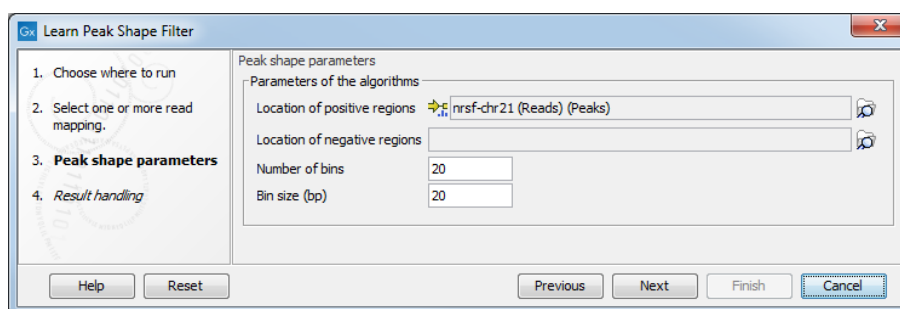 Gx Learn Peak Shape Filter
1. Choose where to run
2. Select one or more read
mapping.
3. Peak shape parameters
4. Result handling
Peak shape parameters
Parameters of the algorithms
Location of positive regions nrsf-chr21 (Reads) (Peaks)
Location of negative regions
Number of bins 20
Bin size (bp) 20
Help Reset Previous Next Finish Cancel